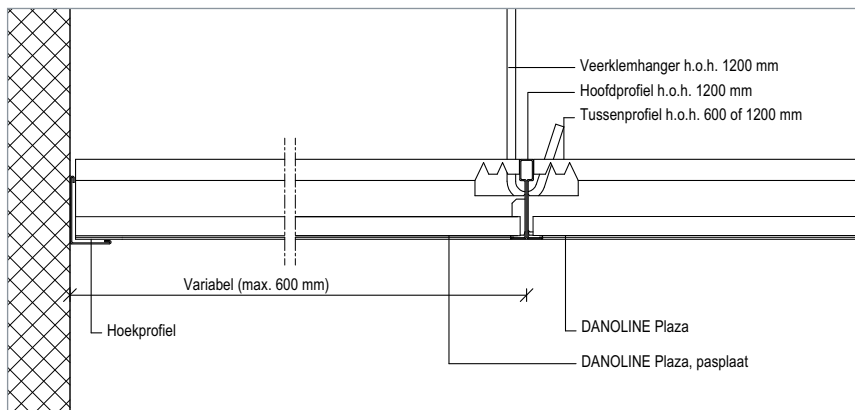 Veerklemhanger h.o.h. 1200 mm
Hoofdprofiel h.o.h. 1200 mm
Tussenprofiel h.o.h. 600 of 1200 mm
Variabel (max. 600 mm)
Hoekprofiel
DANOLINE Plaza
DANOLINE Plaza, pasplaat